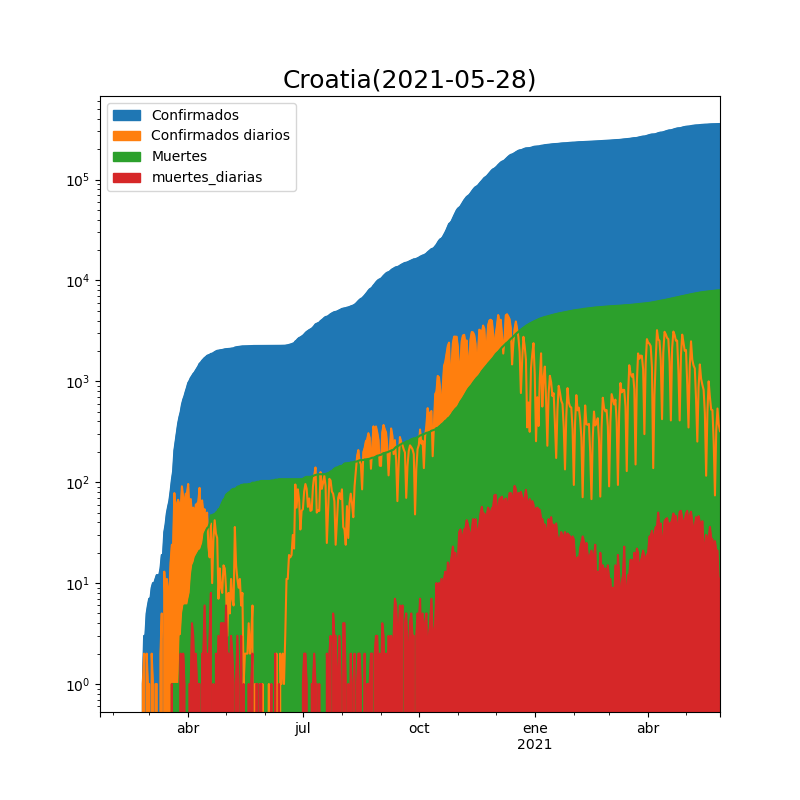 Croatia(2021-05-28)
Confirmados
Confirmados diarios
Muertes
muertes_diarias
10^5
10^4
10^3
10^2
10^1
10^0
abr jul oct ene abr
2021